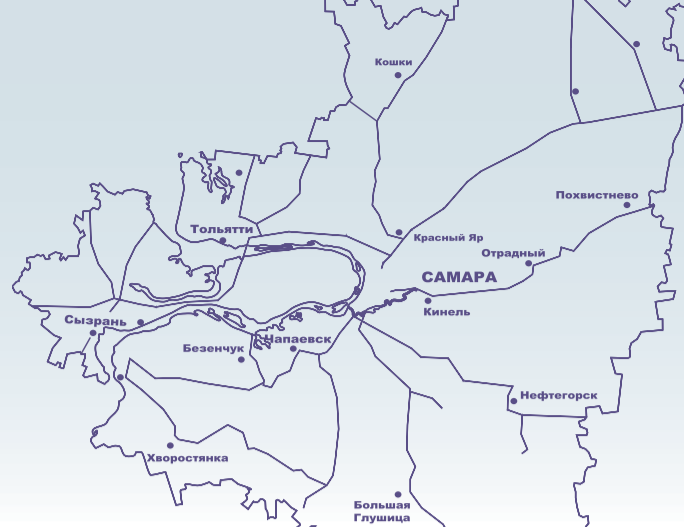 Кошки
Похвистнево
Тольятти
Красный Яр
Отрадный
САМАРА
Кинель
Сызрань
Чапаевск
Безенчук
Нефтегорск
Хворостянка
Большая
Глушица